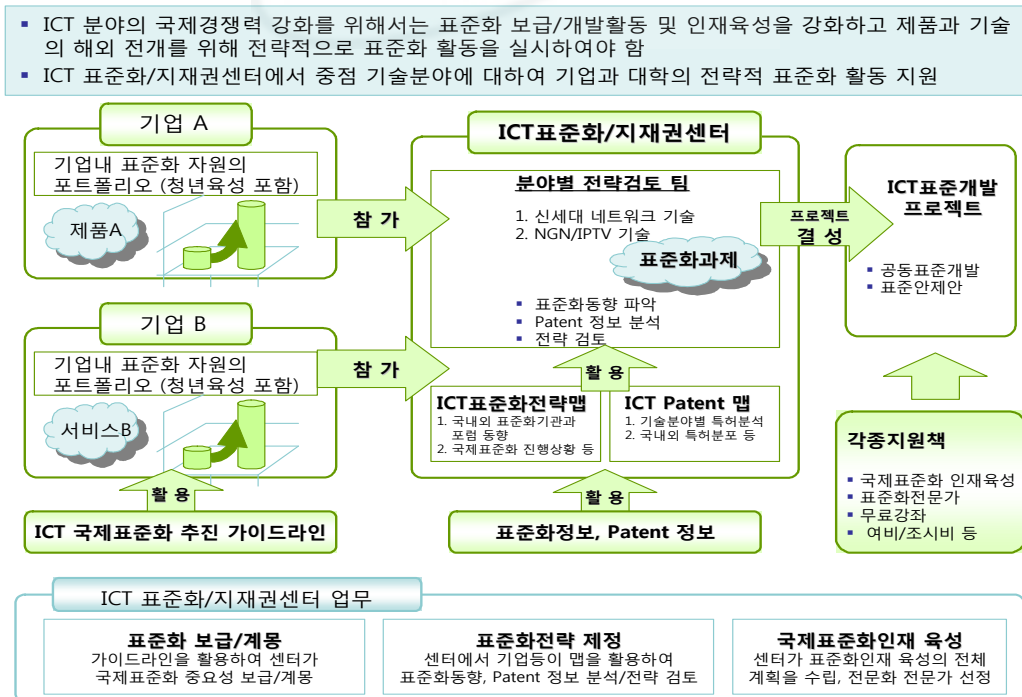 ▪ ICT 분야의 국제경쟁력 강화를 위해서는 표준화 보급/개발활동 및 인재육성을 강화하고 제품과 기술
의 해외 전개를 위해 전략적으로 표준화 활동을 실시하여야 함
▪ ICT 표준화/지재권센터에서 중점 기술분야에 대하여 기업과 대학의 전략적 표준화 활동 지원
기업 A
기업내 표준화 자원의
포트폴리오 (청년육성 포함)
제품A
참 가
기업 B
기업내 표준화 자원의
포트폴리오 (청년육성 포함)
서비스B
참 가
활 용
ICT 국제표준화 추진 가이드라인
ICT표준화/지재권센터
분야별 전략검토 팀
1. 신세대 네트워크 기술
2. NGN/IPTV 기술
표준화과제
▪ 표준화동향 파악
▪ Patent 정보 분석
▪ 전략 검토
활 용
ICT표준화전략맵
1. 국내외 표준화기관과
포럼 동향
2. 국제표준화 진행상황 등
ICT Patent 맵
1. 기술분야별 특허분석
2. 국내외 특허분포 등
활 용
표준화정보, Patent 정보
프로젝트
결 성
ICT표준개발
프로젝트
▪ 공동표준개발
▪ 표준안제안
각종지원책
▪ 국제표준화 인재육성
▪ 표준화전문가
▪ 무료강좌
▪ 여비/조시비 등
ICT 표준화/지재권센터 업무
표준화 보급/계몽
가이드라인을 활용하여 센터가
국제표준화 중요성 보급/계몽
표준화전략 제정
센터에서 기업등이 맵을 활용하여
표준화동향, Patent 정보 분석/전략 검토
국제표준화인재 육성
센터가 표준화인재 육성의 전체
계획을 수립, 전문화 전문가 선정